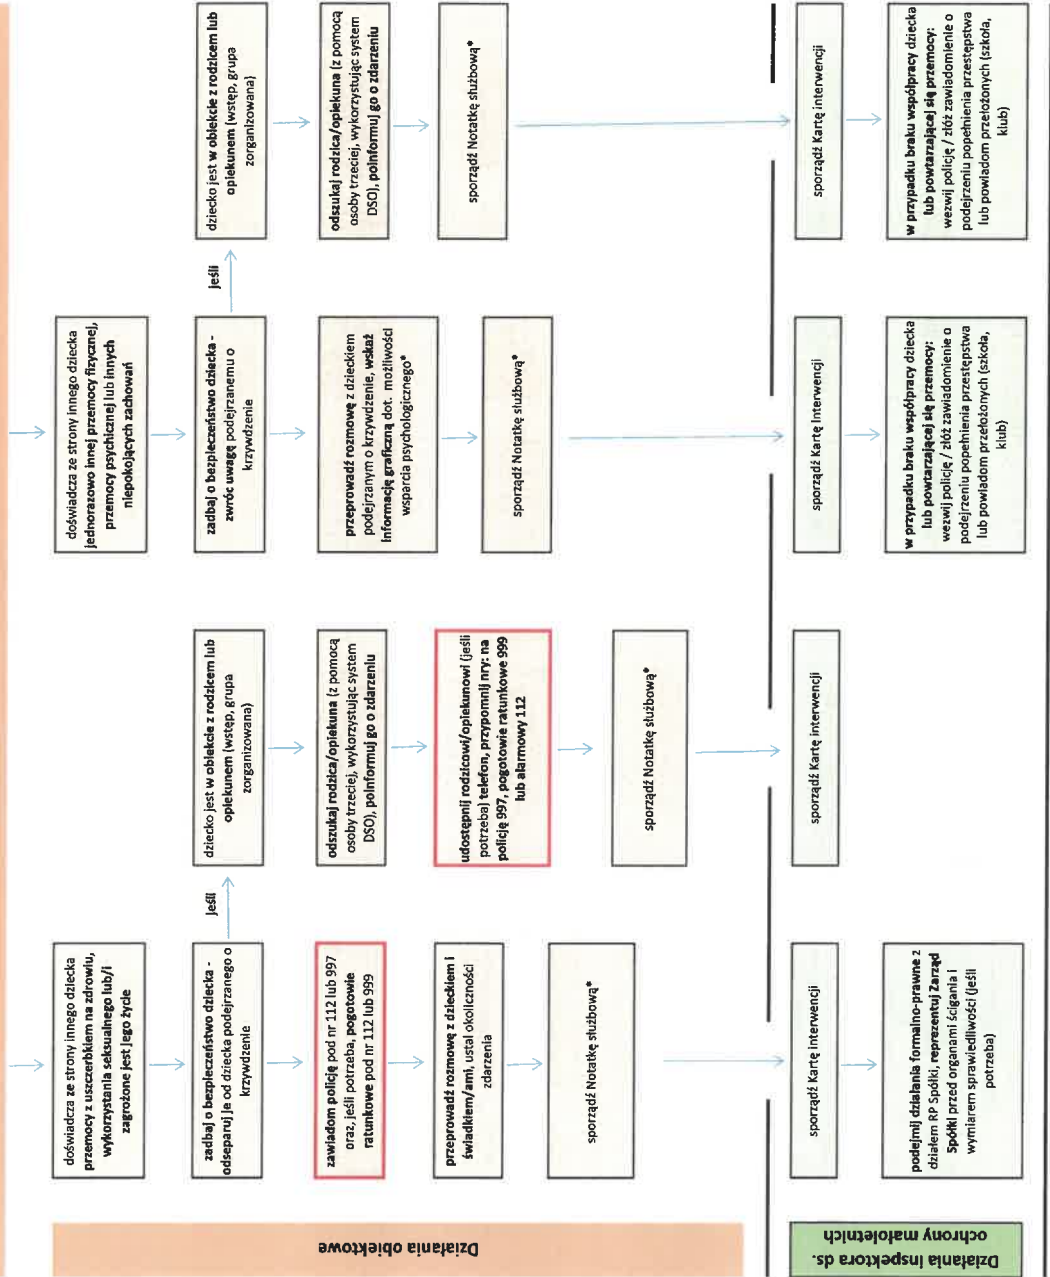 Działania obiektowe
doświadcza ze strony innego dziecka
przemocy z uszczerbkiem na zdrowiu,
wykorzystania seksualnego lub/i
zagrożone jest jego życie
zadbaj o bezpieczeństwo dziecka -
odseparuj je od dziecka podejrzanego o
krzywdzenie
jeśli
zawiadom policję pod nr 112 lub 997
oraz, jeśli potrzeba, pogotowie
ratunkowe pod nr 112 lub 999
przeprowadź rozmowę z dzieckiem i
świadkiem/ami, ustal okoliczności
zdarzenia
sporządź Notatkę służbową*
dziecko jest w obiekcie z rodzicem lub
opiekunem (wstęp, grupa
zorganizowana)
odszukaj rodzica/opiekuna (z pomocą
osoby trzeciej, wykorzystując system
DSO), poinformuj go o zdarzeniu
udostępnij rodzicowi/opiekunowi (jeśli
potrzeba) telefon, przypomnij nry: na
policję 997, pogotowie ratunkowe 999
lub alarmowy 112
sporządź Notatkę służbową*
doświadcza ze strony innego dziecka
jednorazowo innej przemocy fizycznej,
przemocy psychicznej lub innych
niepokojących zachowań
zadbaj o bezpieczeństwo dziecka -
zwróc uwagę podejrzanemu o
krzywdzenie
jeśli
przeprowadź rozmowę z dzieckiem
podejrzanym o krzywdzenie, wskaż
Informację graficzną dot. możliwości
wsparcia psychologicznego*
sporządź Notatkę służbową*
dziecko jest w obiekcie z rodzicem lub
opiekunem (wstęp, grupa
zorganizowana)
odszukaj rodzica/opiekuna (z pomocą
osoby trzeciej, wykorzystując system
DSO), poinformuj go o zdarzeniu
sporządź Notatkę służbową*
Działania Inspektora ds.
ochrony małoletnich
sporządź Kartę Interwencji
podejmij działania formalno-prawne z
działem RP Spółki, reprezentuj Zarząd
Spółki przed organami ścigania i
wymiarem sprawiedliwości (jeśli
potrzeba)
sporządź Kartę interwencji
sporządź Kartę Interwencji
w przypadku braku współpracy dziecka
lub powtarzającej się przemocy:
wezwij policję / złóż zawiadomienie o
podejrzeniu popełnienia przestępstwa
lub powiadom przełożonych (szkoła,
klub)
sporządź Kartę interwencji
w przypadku braku współpracy dziecka
lub powtarzającej się przemocy:
wezwij policję / złóż zawiadomienie o
podejrzeniu popełnienia przestępstwa
lub powiadom przełożonych (szkoła,
klub)